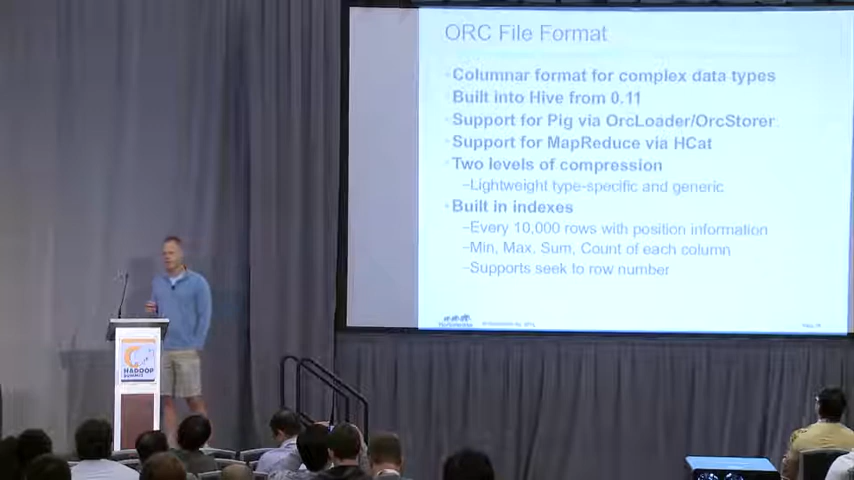 ORC File Format
Columnar format for complex data types
Built into Hive from 0.11
Support for Pig via OrcLoader/OrcStorer
Support for MapReduce via HCat
Two levels of compression
–Lightweight type-specific and generic
Built in indexes
–Every 10,000 rows with position information
–Min, Max, Sum, Count of each column
–Supports seek to row number
HADOOP
SUMMIT